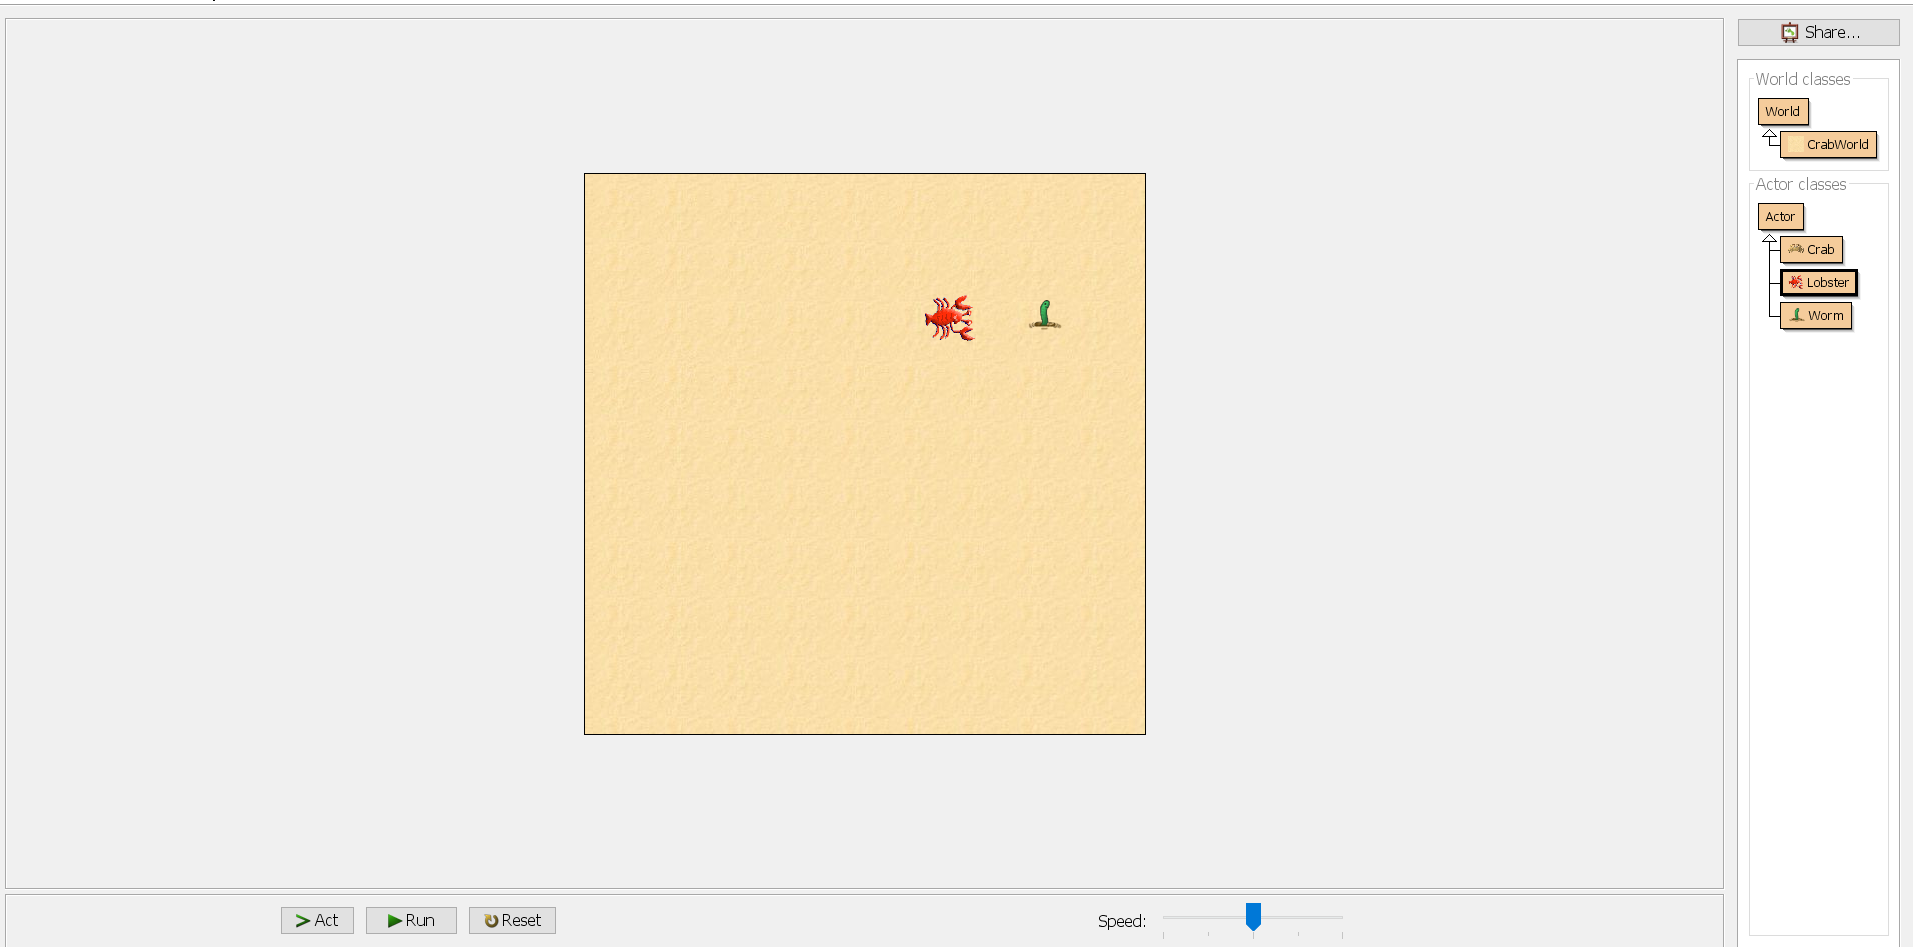 Share...
World classes
World
CrabWorld
Actor classes
Actor
Crab
Lobster
Worm
Act
Run
Reset
Speed: